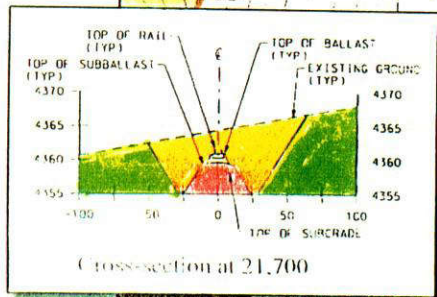 TOP OF RAIL
(TYP)
TOP OF SUBBALLAST
(TYP)
TOP OF BALLAST
(TYP)
EXISTING GROUND
(TYP)
℄
4370
4365
4360
4355
4370
4365
4360
4355
-100
50
0
50
100
TOP OF SUBGRADE
Cross-section at 21,700